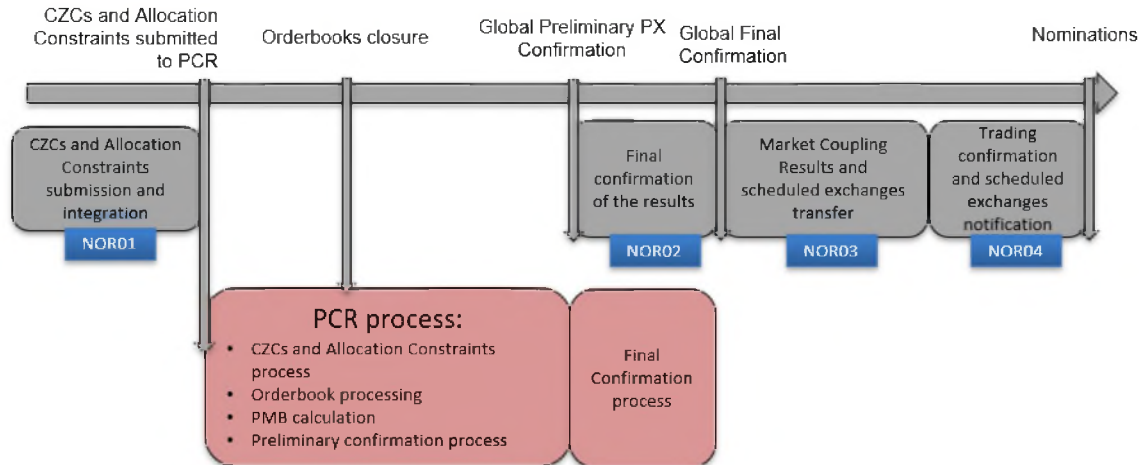 CZCs and Allocation
Constraints submitted
to PCR
Orderbooks closure
Global Preliminary PX
Confirmation
Global Final
Confirmation
Nominations
CZCs and Allocation
Constraints
submission and
integration
NOR01
Final
confirmation
of the results
NOR02
Market Coupling
Results and
scheduled exchanges
transfer
NOR03
Trading
confirmation
and scheduled
exchanges
notification
NOR04
PCR process:
• CZCs and Allocation Constraints
process
• Orderbook processing
• PMB calculation
• Preliminary confirmation process
Final
Confirmation
process